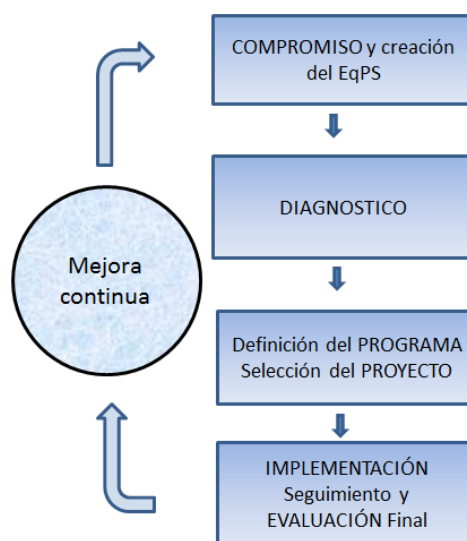 COMPROMISO y creación
del EqPS
DIAGNOSTICO
Mejora
continua
Definición del PROGRAMA
Selección del PROYECTO
IMPLEMENTACIÓN
Seguimiento y
EVALUACIÓN Final